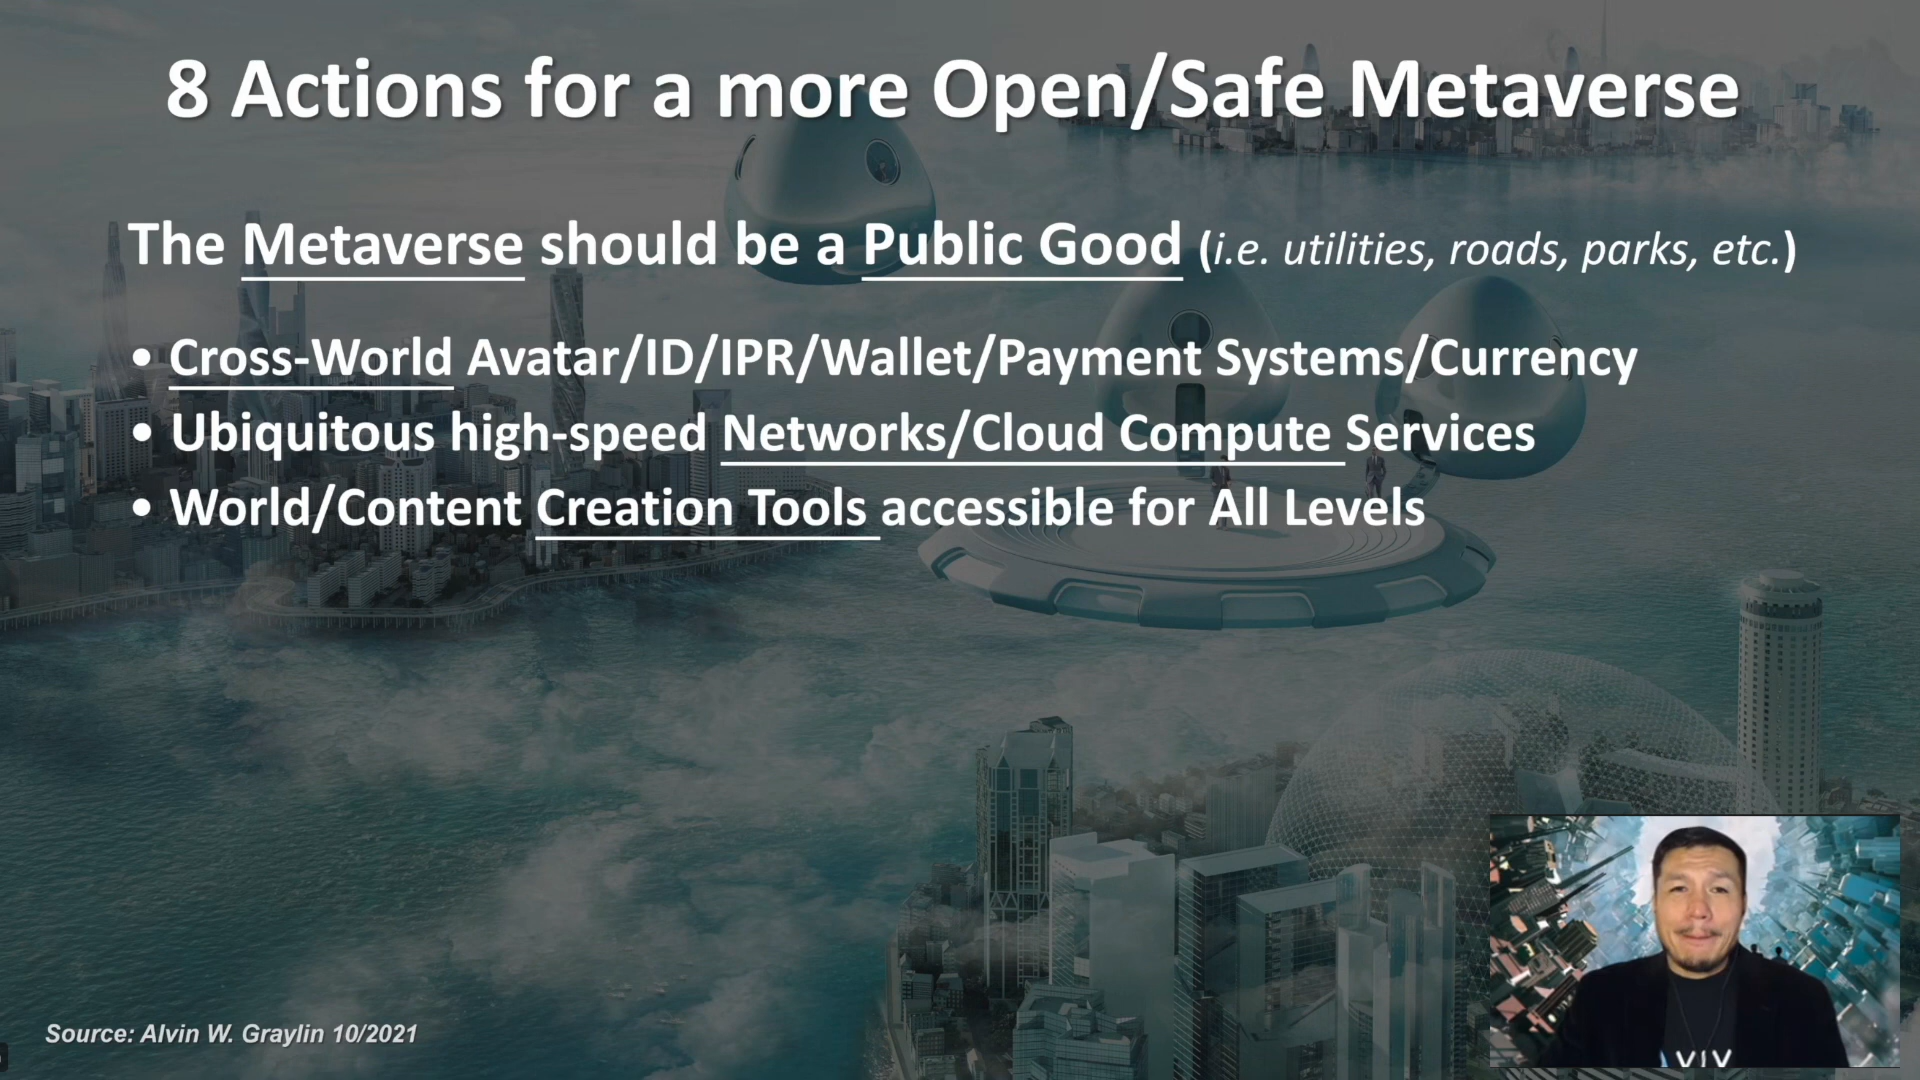 8 Actions for a more Open/Safe Metaverse
The Metaverse should be a Public Good (i.e. utilities, roads, parks, etc.)
• Cross-World Avatar/ID/IPR/Wallet/Payment Systems/Currency
• Ubiquitous high-speed Networks/Cloud Compute Services
• World/Content Creation Tools accessible for All Levels
Source: Alvin W. Graylin 10/2021